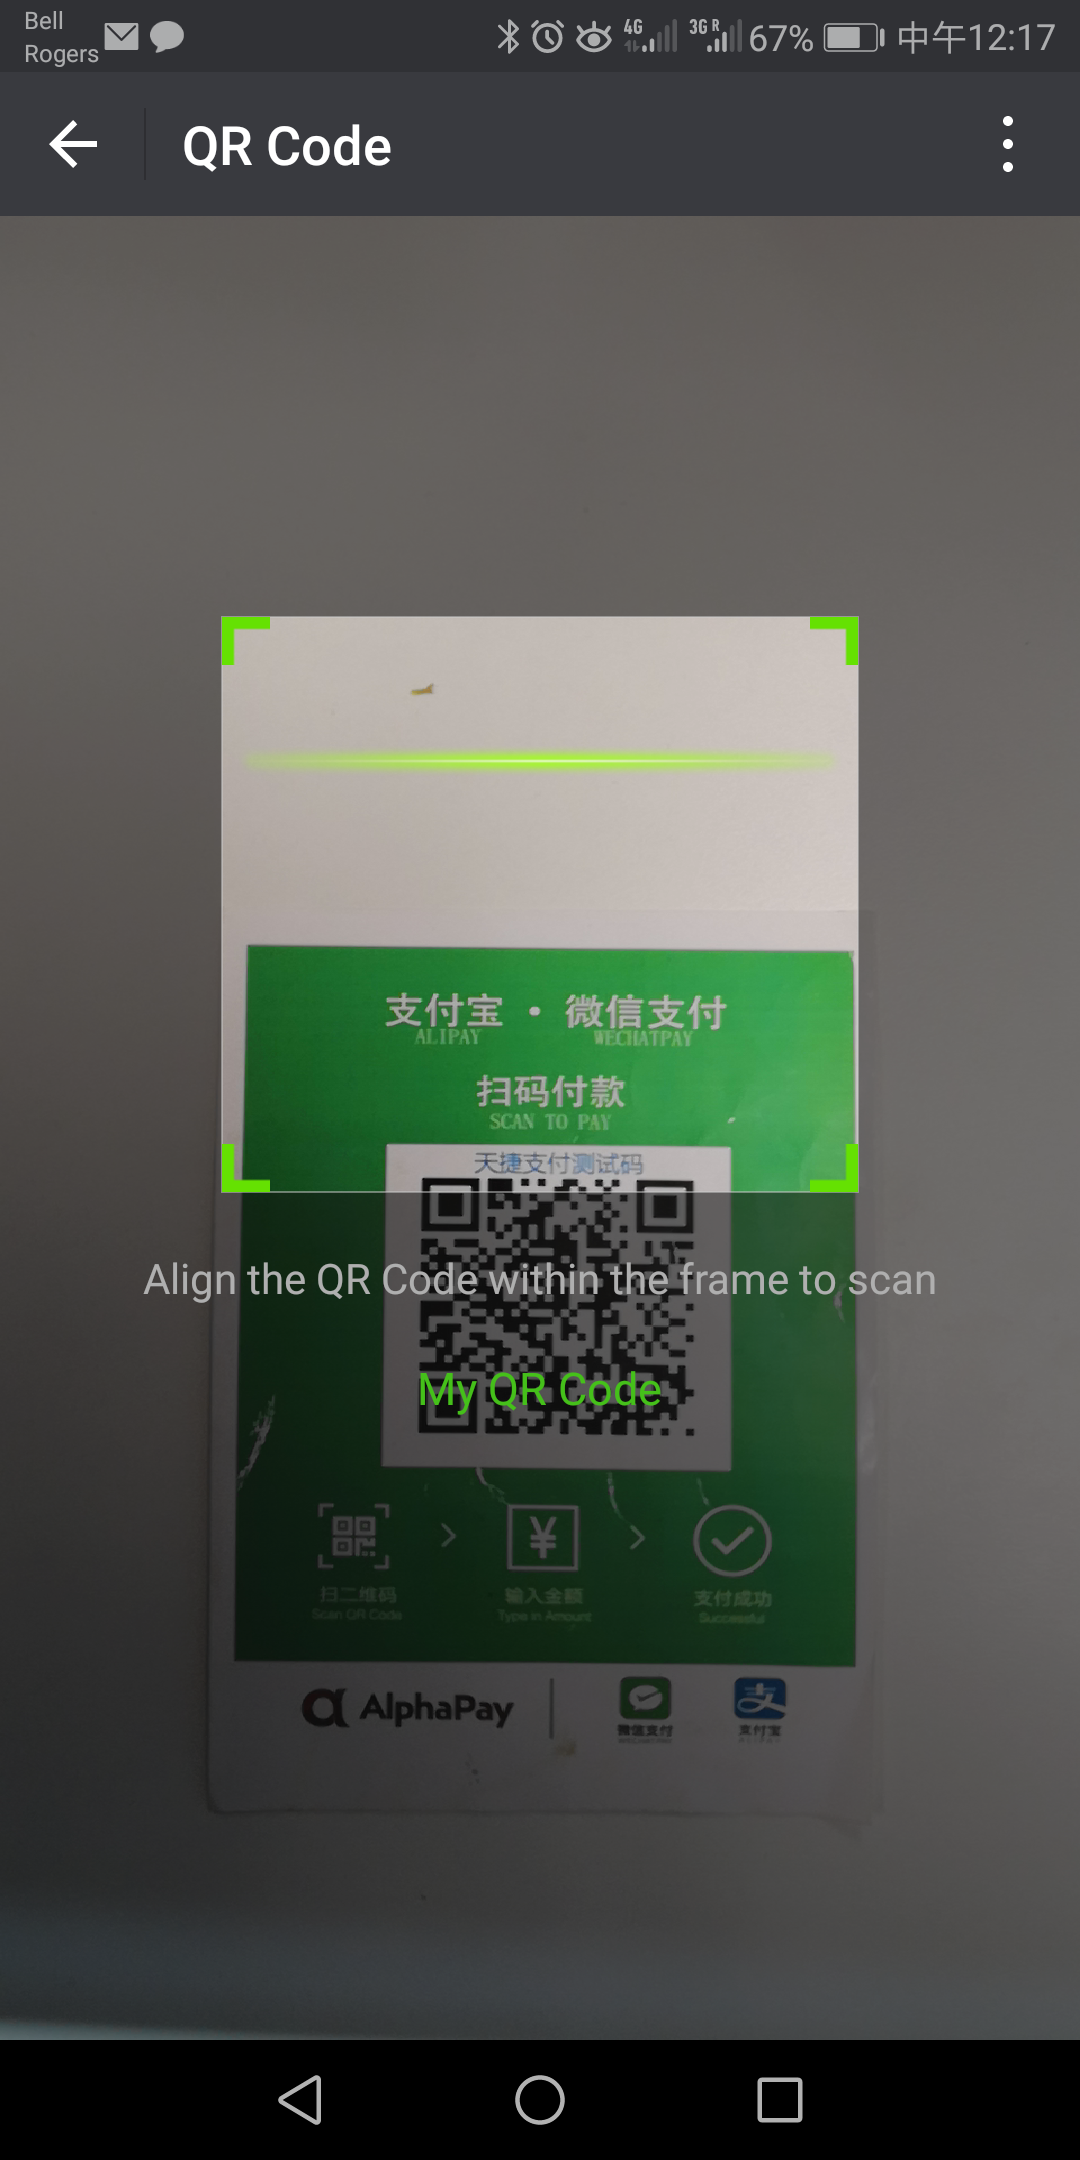 Bell
Rogers
4G 3G R 67% 中午12:17
QR Code
支付宝 · 微信支付
ALIPAY WECHATPAY
扫码付款
SCAN TO PAY
天捷支付测试码
Align the QR Code within the frame to scan
My QR Code
扫二维码 输入金额 支付成功
Scan QR Code Type in Amount Successful
AlphaPay
微信支付 支付宝